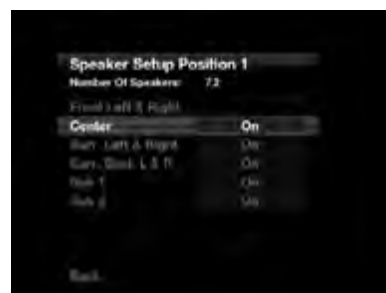 Speaker Setup Position 1
Number Of Speakers: 7.2
Front Left & Right
Center On
Surr. Left & Right On
Surr. Back L & R On
Sub 1 On
Sub 2 On
Back